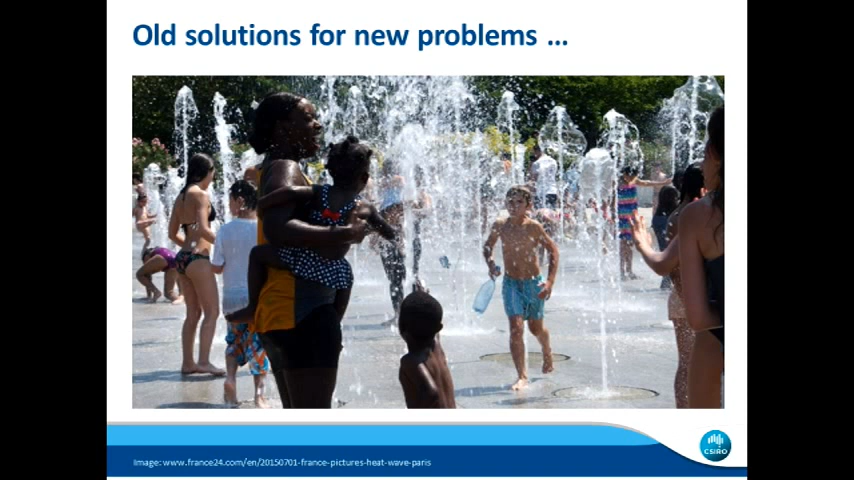 Old solutions for new problems ...
CSIRO
Image: www.france24.com/en/20150701-france-pictures-heat-wave-paris